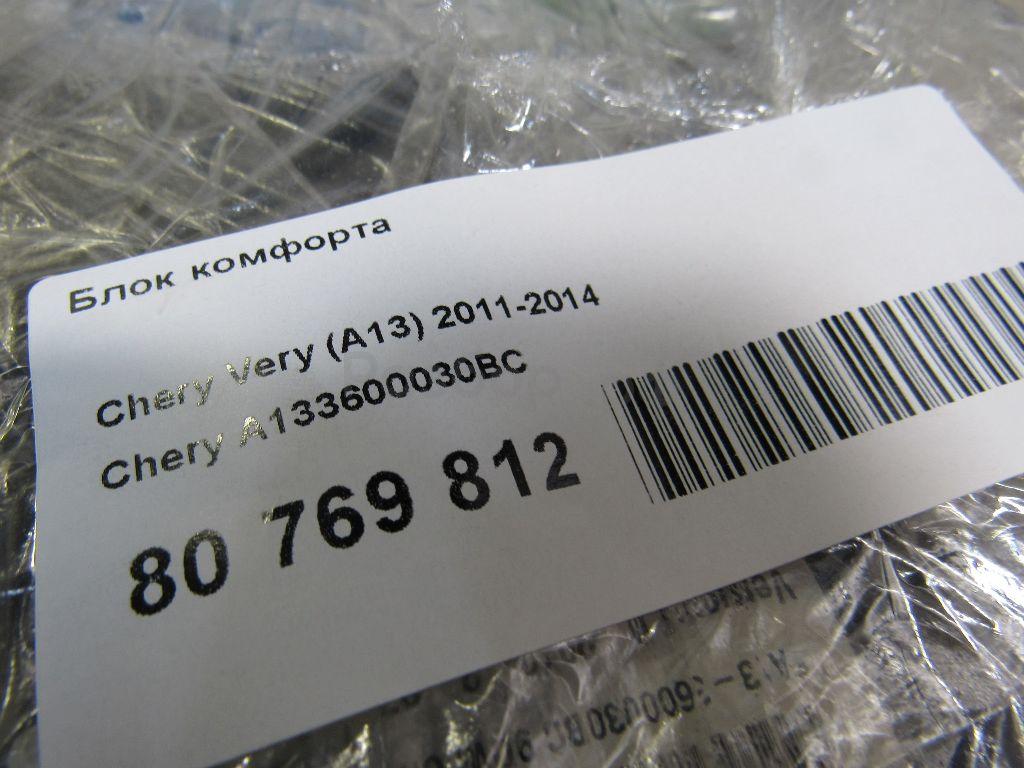 Блок комфорта
Chery Very (A13) 2011-2014
Chery A133600030BC
80 769 812